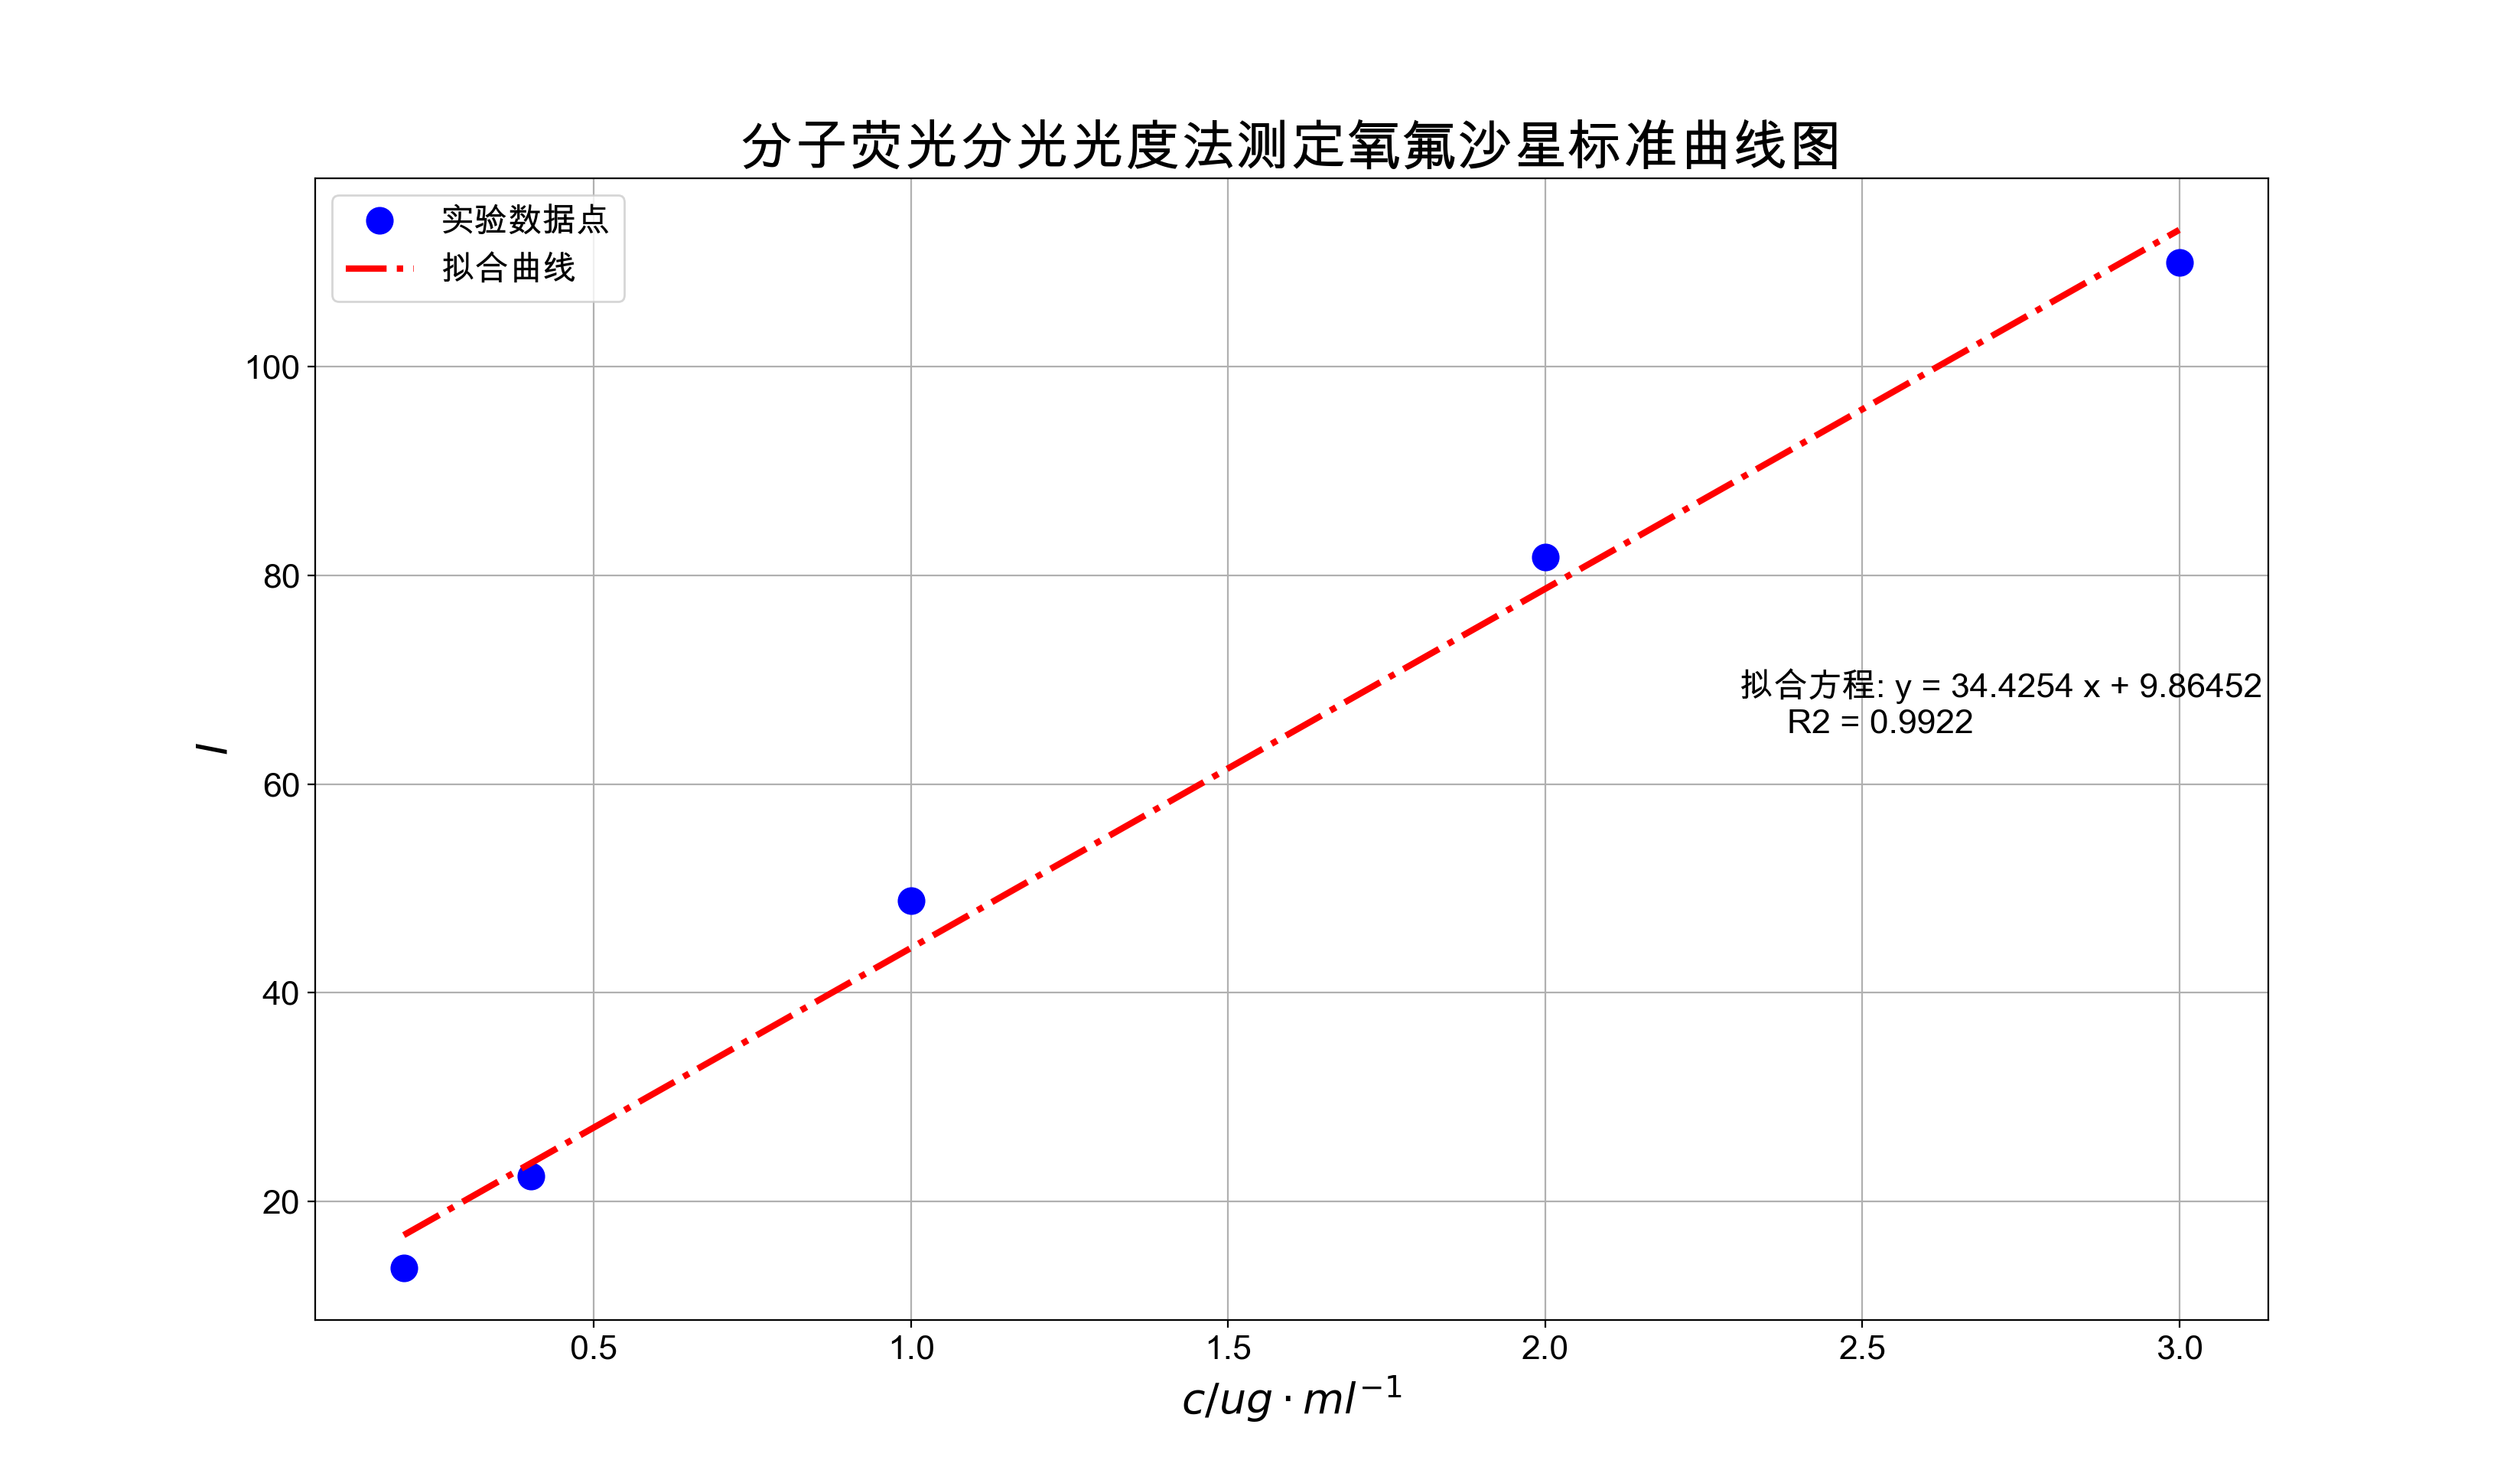 分子荧光分光光度法测定氧氟沙星标准曲线图
实验数据点
拟合曲线
100
80
60
40
20
I
拟合方程: y = 34.4254 x + 9.86452
R2 = 0.9922
0.5 1.0 1.5 2.0 2.5 3.0
c/ug·ml⁻¹